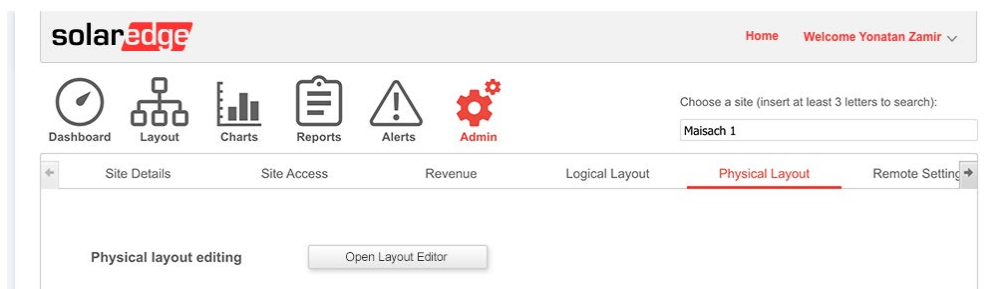 solaredge
Home Welcome Yonatan Zamir
Dashboard Layout Charts Reports Alerts Admin
Choose a site (insert at least 3 letters to search):
Maisach 1
Site Details Site Access Revenue Logical Layout Physical Layout Remote Setting
Physical layout editing Open Layout Editor